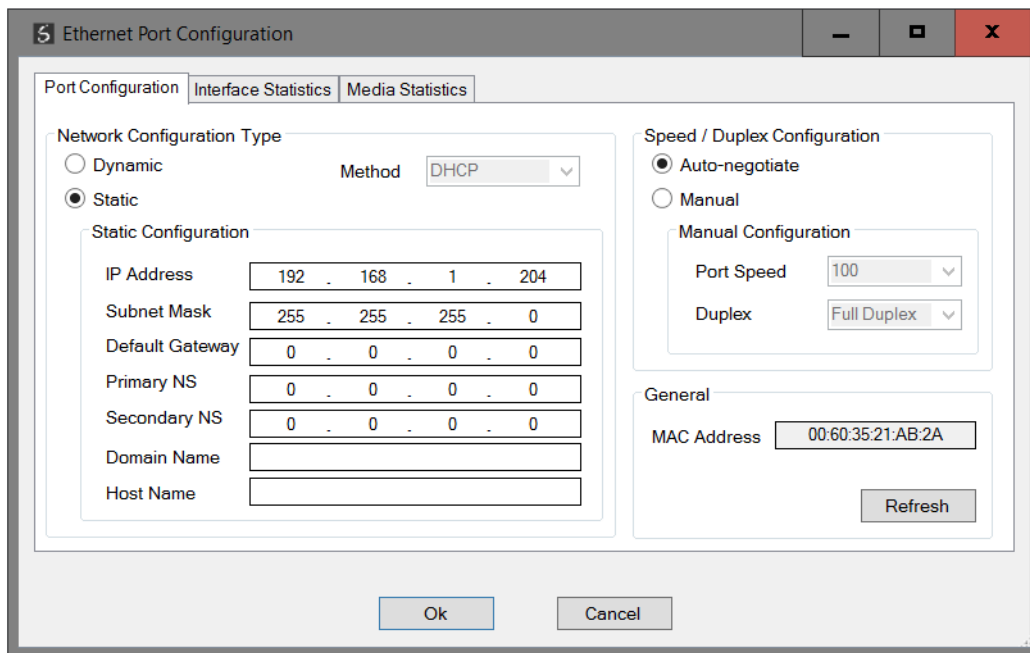 Ethernet Port Configuration
Port Configuration Interface Statistics Media Statistics
Network Configuration Type
Dynamic
Method DHCP
Static
Static Configuration
IP Address 192 . 168 . 1 . 204
Subnet Mask 255 . 255 . 255 . 0
Default Gateway 0 . 0 . 0 . 0
Primary NS 0 . 0 . 0 . 0
Secondary NS 0 . 0 . 0 . 0
Domain Name
Host Name
Speed / Duplex Configuration
Auto-negotiate
Manual
Manual Configuration
Port Speed 100
Duplex Full Duplex
General
MAC Address 00:60:35:21:AB:2A
Refresh
Ok Cancel